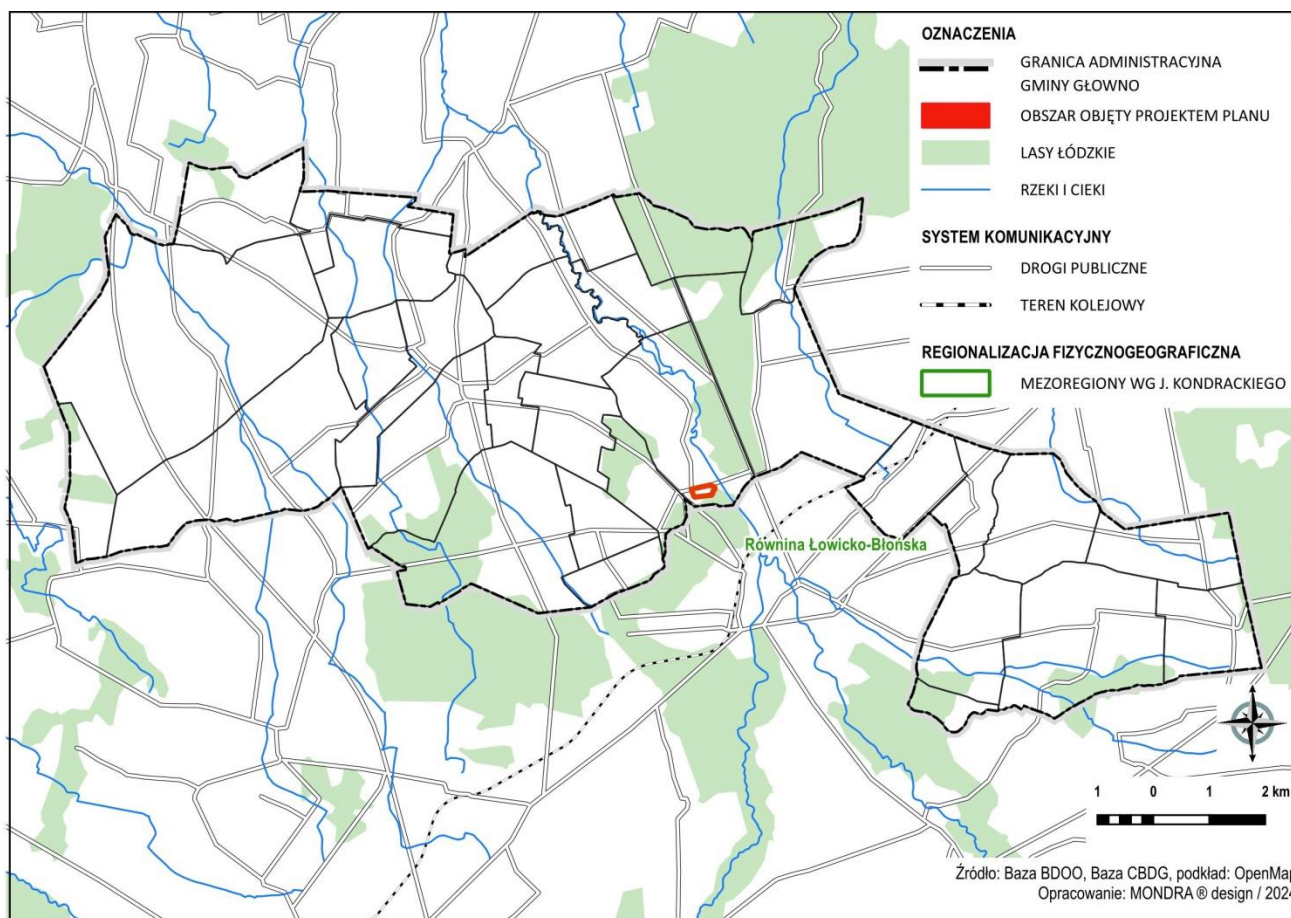 OZNACZENIA
GRANICA ADMINISTRACYJNA
GMINY GŁOWNO
OBSZAR OBJĘTY PROJEKTEM PLANU
LASY ŁÓDZKIE
RZEKI I CIEKI
SYSTEM KOMUNIKACYJNY
DROGI PUBLICZNE
TEREN KOLEJOWY
REGIONALIZACJA FIZYCZNOGEOGRAFICZNA
MEZOREGIONY WG J. KONDRACKIEGO
Równina Łowicko-Błońska
1 0 1 2 km
Źródło: Baza BDOO, Baza CBDG, podkład: OpenMap
Opracowanie: MONDRA ® design / 2024